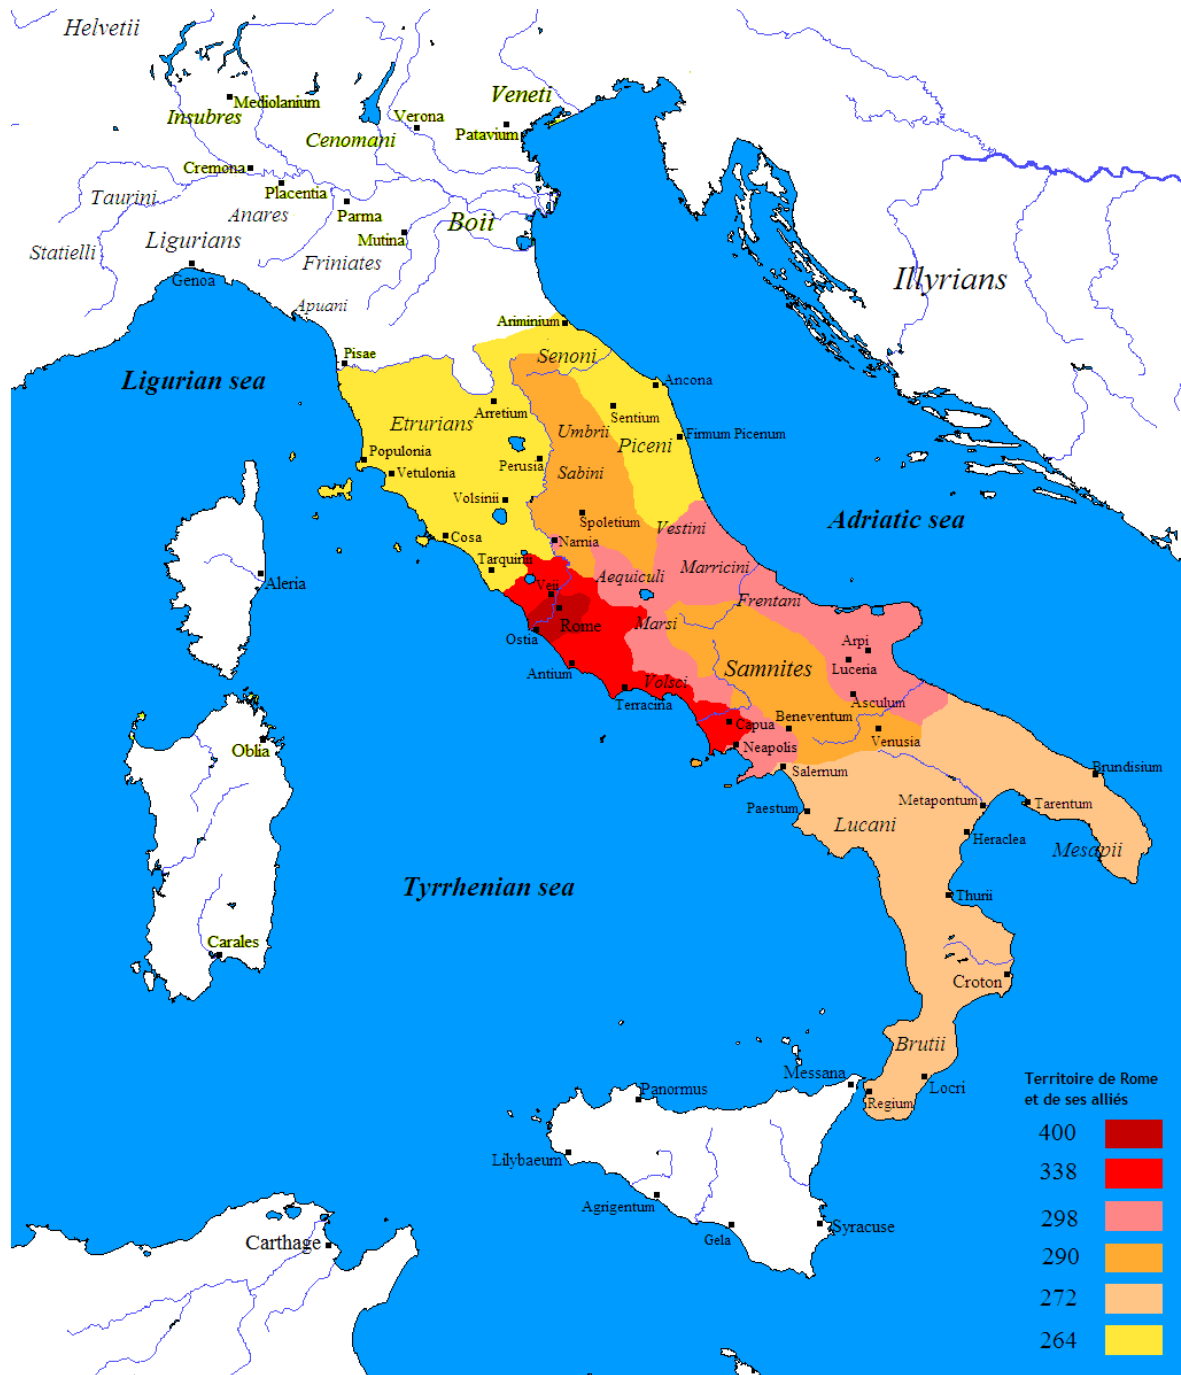 Helvetii
Mediolanium
Insubres
Veneti
Verona
Patavium
Cenomani
Cremona
Placentia
Taurini
Anares
Parma
Boii
Mutina
Ligurians
Statielli
Friniates
Genoa
Illyrians
Apuani
Ariminium
Senoni
Pisae
Ligurian sea
Ancona
Arretium
Sentium
Etrurians
Umbrii
Piceni
Firmum Picenum
Populonia
Perusia
Vetulonia
Sabini
Volsinii
Spoletium
Vestini
Adriatic sea
Cosa
Narnia
Tarquinii
Aequiculi
Marricini
Aleria
Veii
Frentani
Rome
Marsi
Ostia
Arpi
Luceria
Antium
Samnites
Volsci
Terracina
Asculum
Capua
Beneventum
Venusia
Oblia
Neapolis
Salernum
Brundisium
Paestum
Metapontum
Tarentum
Lucani
Heraclea
Mesapii
Tyrrhenian sea
Thurii
Carales
Croton
Brutii
Messana
Locri
Panormus
Regium
Lilybaeum
Agrigentum
Syracuse
Gela
Carthage
Territoire de Rome
et de ses alliés
400
338
298
290
272
264